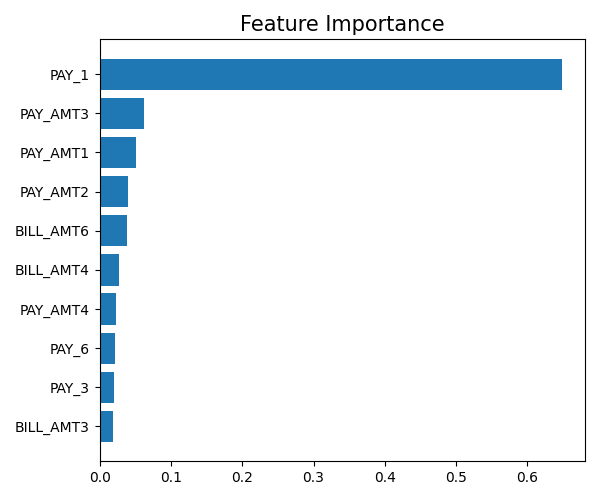 Feature Importance
PAY_1
PAY_AMT3
PAY_AMT1
PAY_AMT2
BILL_AMT6
BILL_AMT4
PAY_AMT4
PAY_6
PAY_3
BILL_AMT3
0.0 0.1 0.2 0.3 0.4 0.5 0.6